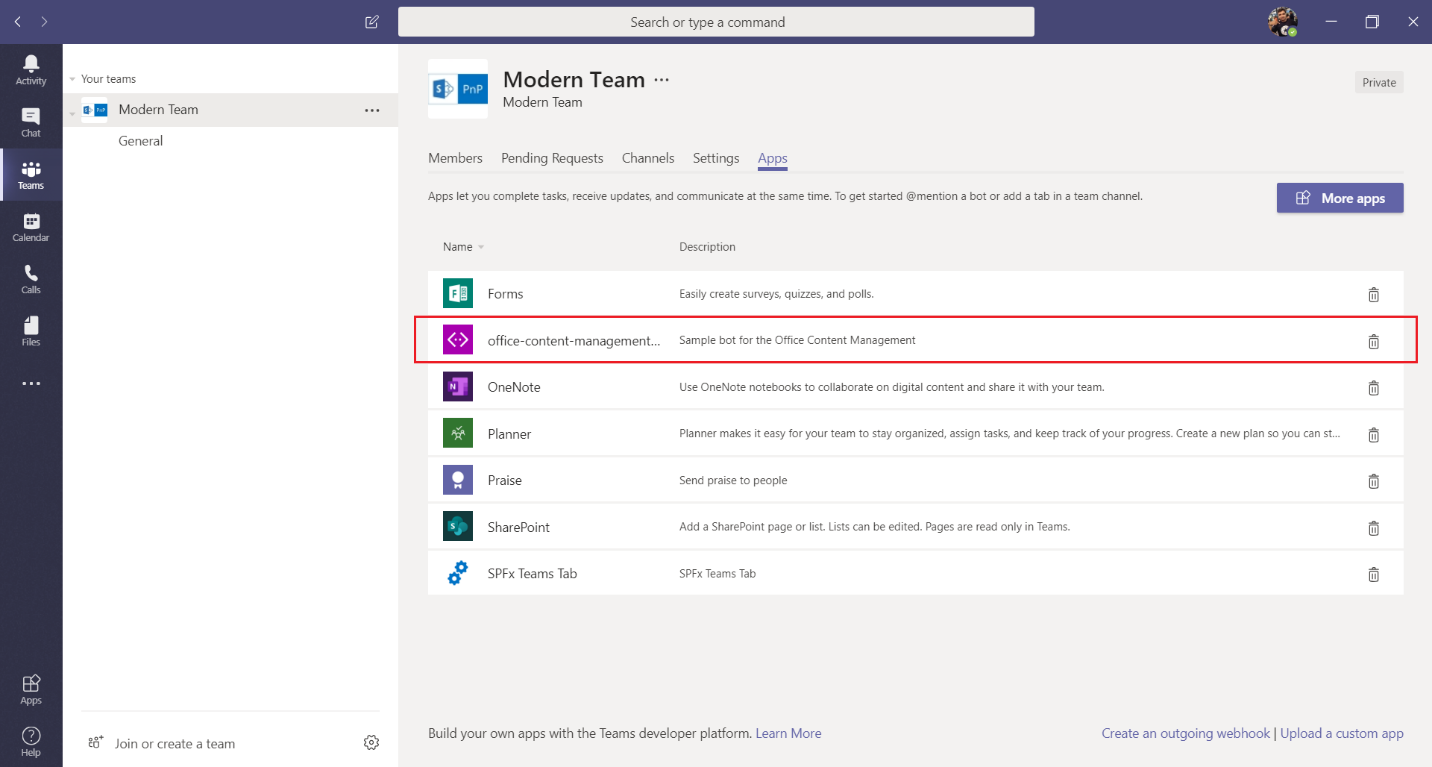 Search or type a command
Activity
Chat
Teams
Calendar
Calls
Files
Apps
Help
Your teams
S PnP Modern Team
General
Join or create a team
S PnP
Modern Team
Modern Team
Private
Members Pending Requests Channels Settings Apps
Apps let you complete tasks, receive updates, and communicate at the same time. To get started @mention a bot or add a tab in a team channel.
More apps
Name Description
F Forms Easily create surveys, quizzes, and polls.
office-content-management... Sample bot for the Office Content Management
N OneNote Use OneNote notebooks to collaborate on digital content and share it with your team.
Planner Planner makes it easy for your team to stay organized, assign tasks, and keep track of your progress. Create a new plan so you can st...
Praise Send praise to people
S SharePoint Add a SharePoint page or list. Lists can be edited. Pages are read only in Teams.
SPFx Teams Tab SPFx Teams Tab
Build your own apps with the Teams developer platform. Learn More
Create an outgoing webhook | Upload a custom app